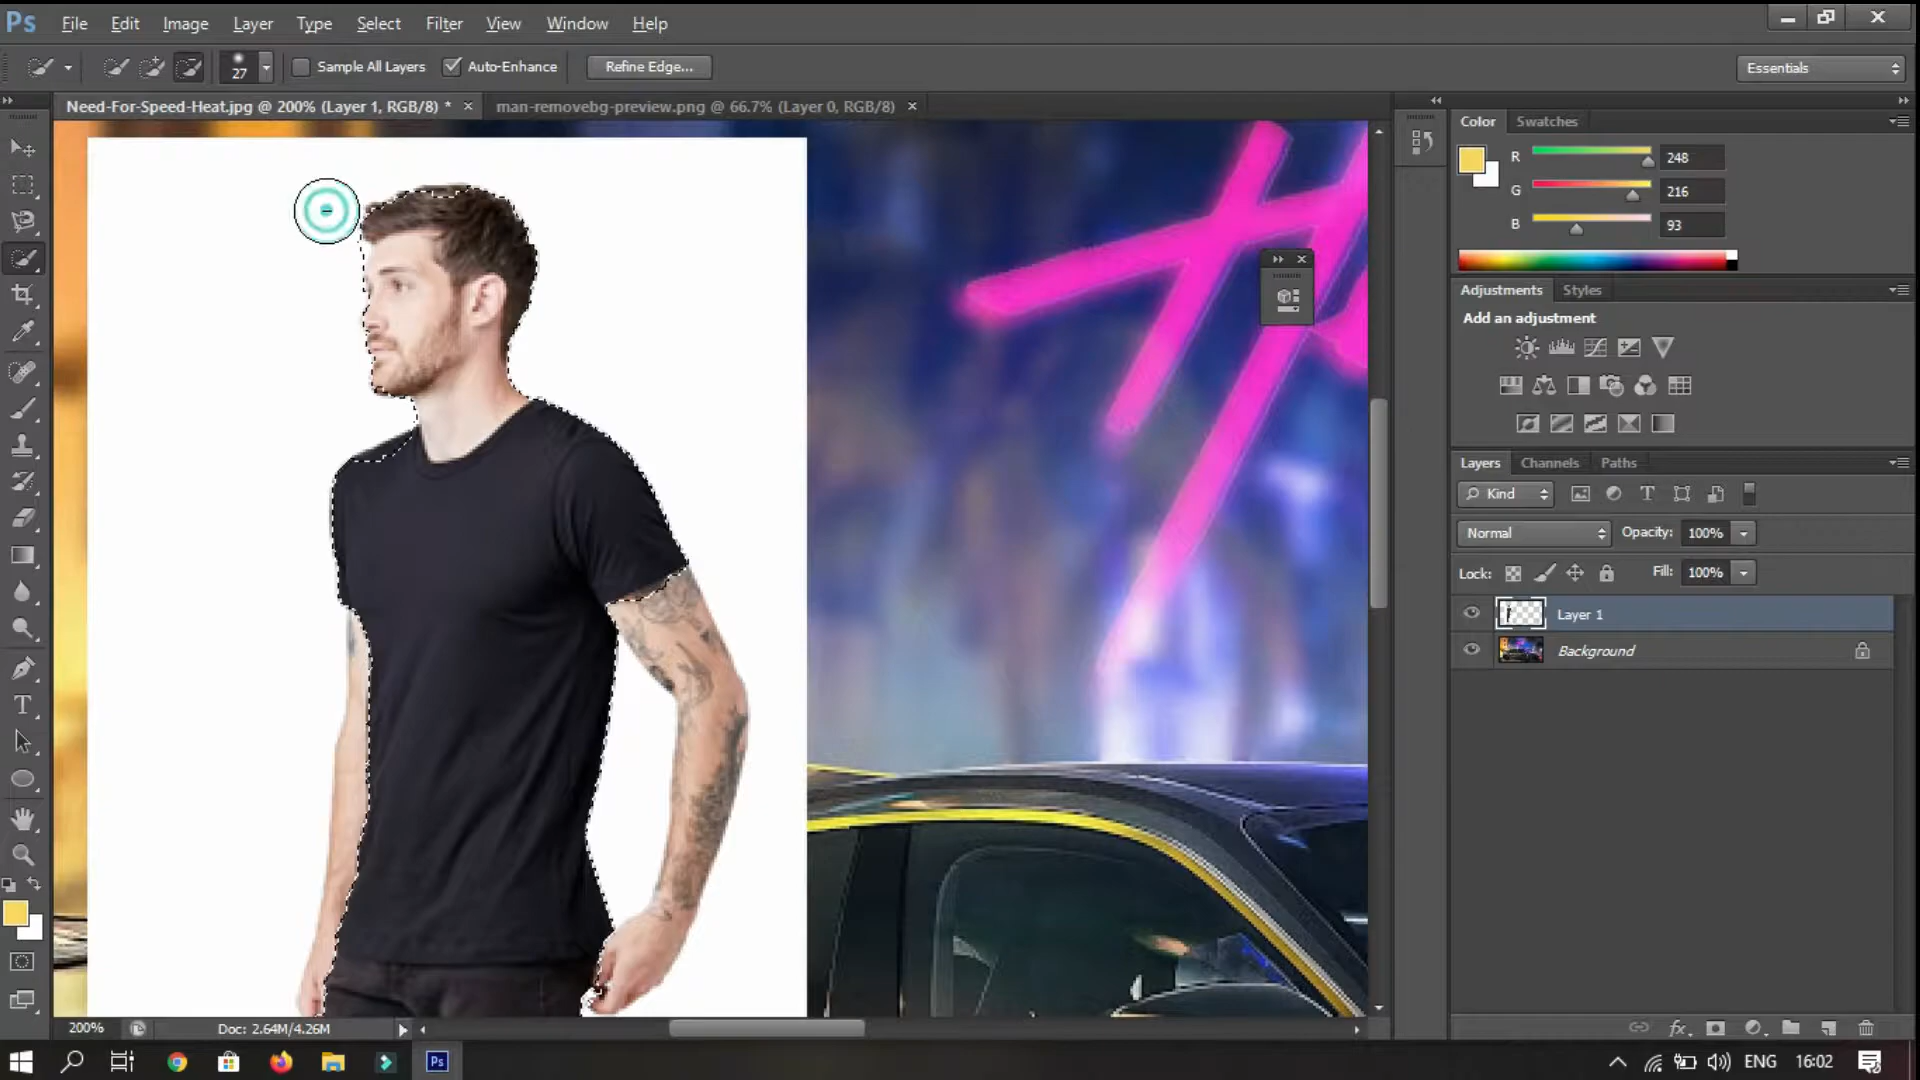 Ps File Edit Image Layer Type Select Filter View Window Help
27 Sample All Layers Auto-Enhance Refine Edge... Essentials
Need-For-Speed-Heat.jpg @ 200% (Layer 1, RGB/8) * × man-removebg-preview.png @ 66.7% (Layer 0, RGB/8) ×
Color Swatches
R 248
G 216
B 93
Adjustments Styles
Add an adjustment
Layers Channels Paths
Kind
Normal Opacity: 100%
Lock: Fill: 100%
Layer 1
Background
200% Doc: 2.64M/4.26M
Ps ENG 16:02